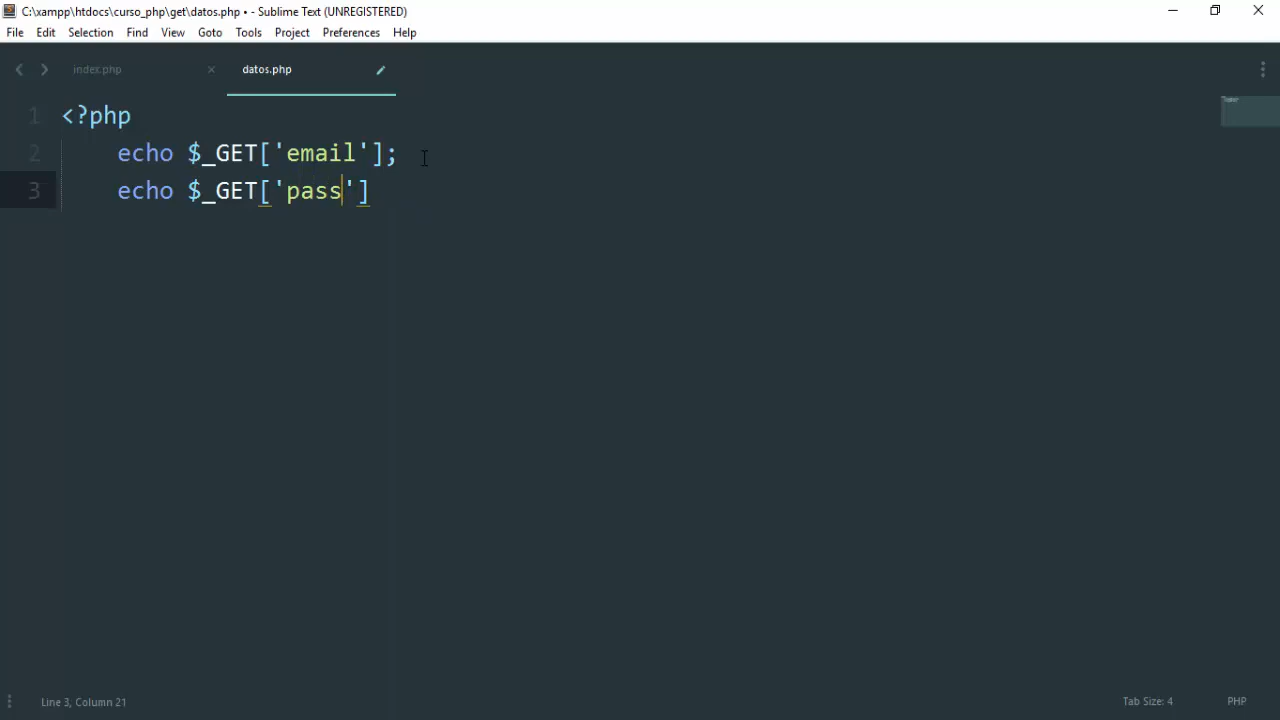 C:\xampp\htdocs\curso_php\get\datos.php • - Sublime Text (UNREGISTERED)
File Edit Selection Find View Goto Tools Project Preferences Help
index.php datos.php
1 <?php
2 echo $_GET['email'];
3 echo $_GET['pass']
Line 3, Column 21 Tab Size: 4 PHP